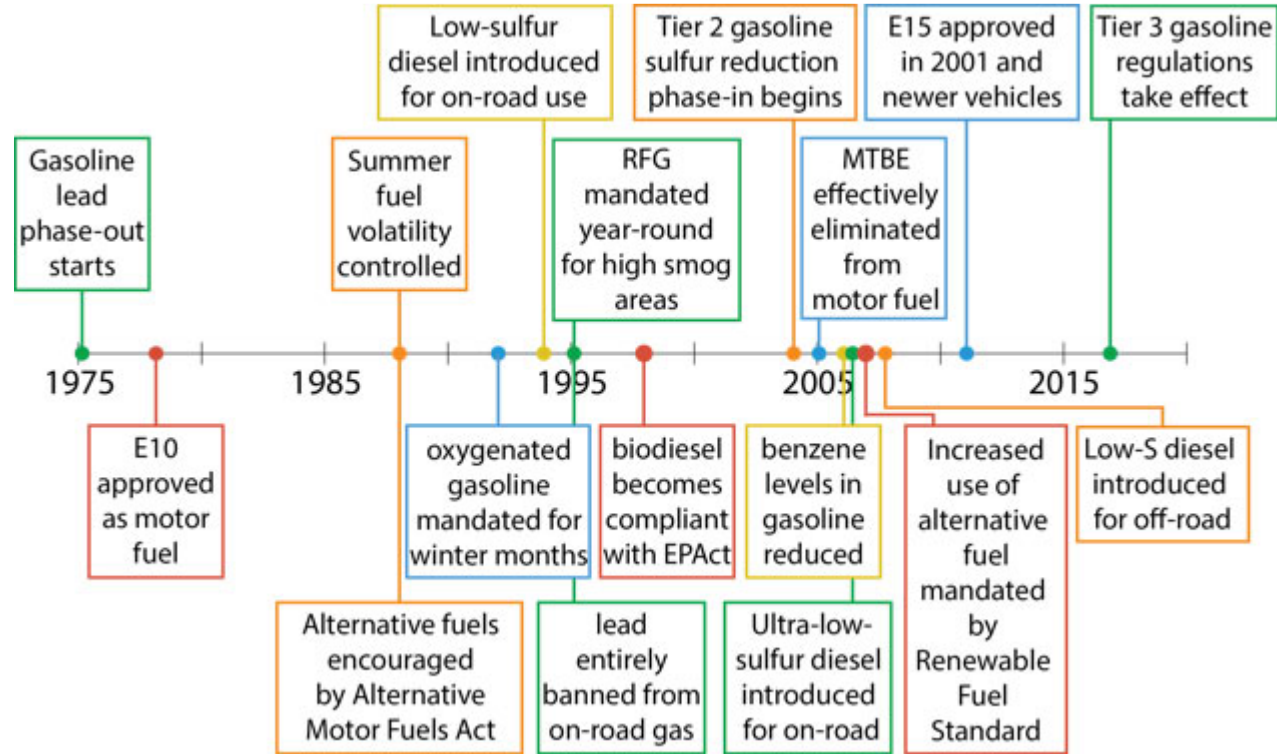 Low-sulfur
diesel introduced
for on-road use
Tier 2 gasoline
sulfur reduction
phase-in begins
E15 approved
in 2001 and
newer vehicles
Tier 3 gasoline
regulations
take effect
Gasoline
lead
phase-out
starts
Summer
fuel
volatility
controlled
RFG
mandated
year-round
for high smog
areas
MTBE
effectively
eliminated
from
motor fuel
1975
1985
1995
2005
2015
E10
approved
as motor
fuel
oxygenated
gasoline
mandated for
winter months
biodiesel
becomes
compliant
with EPAct
benzene
levels in
gasoline
reduced
Increased
use of
alternative
fuel
mandated
by
Renewable
Fuel
Standard
Low-S diesel
introduced
for off-road
Alternative fuels
encouraged
by Alternative
Motor Fuels Act
lead
entirely
banned from
on-road gas
Ultra-low-
sulfur diesel
introduced
for on-road